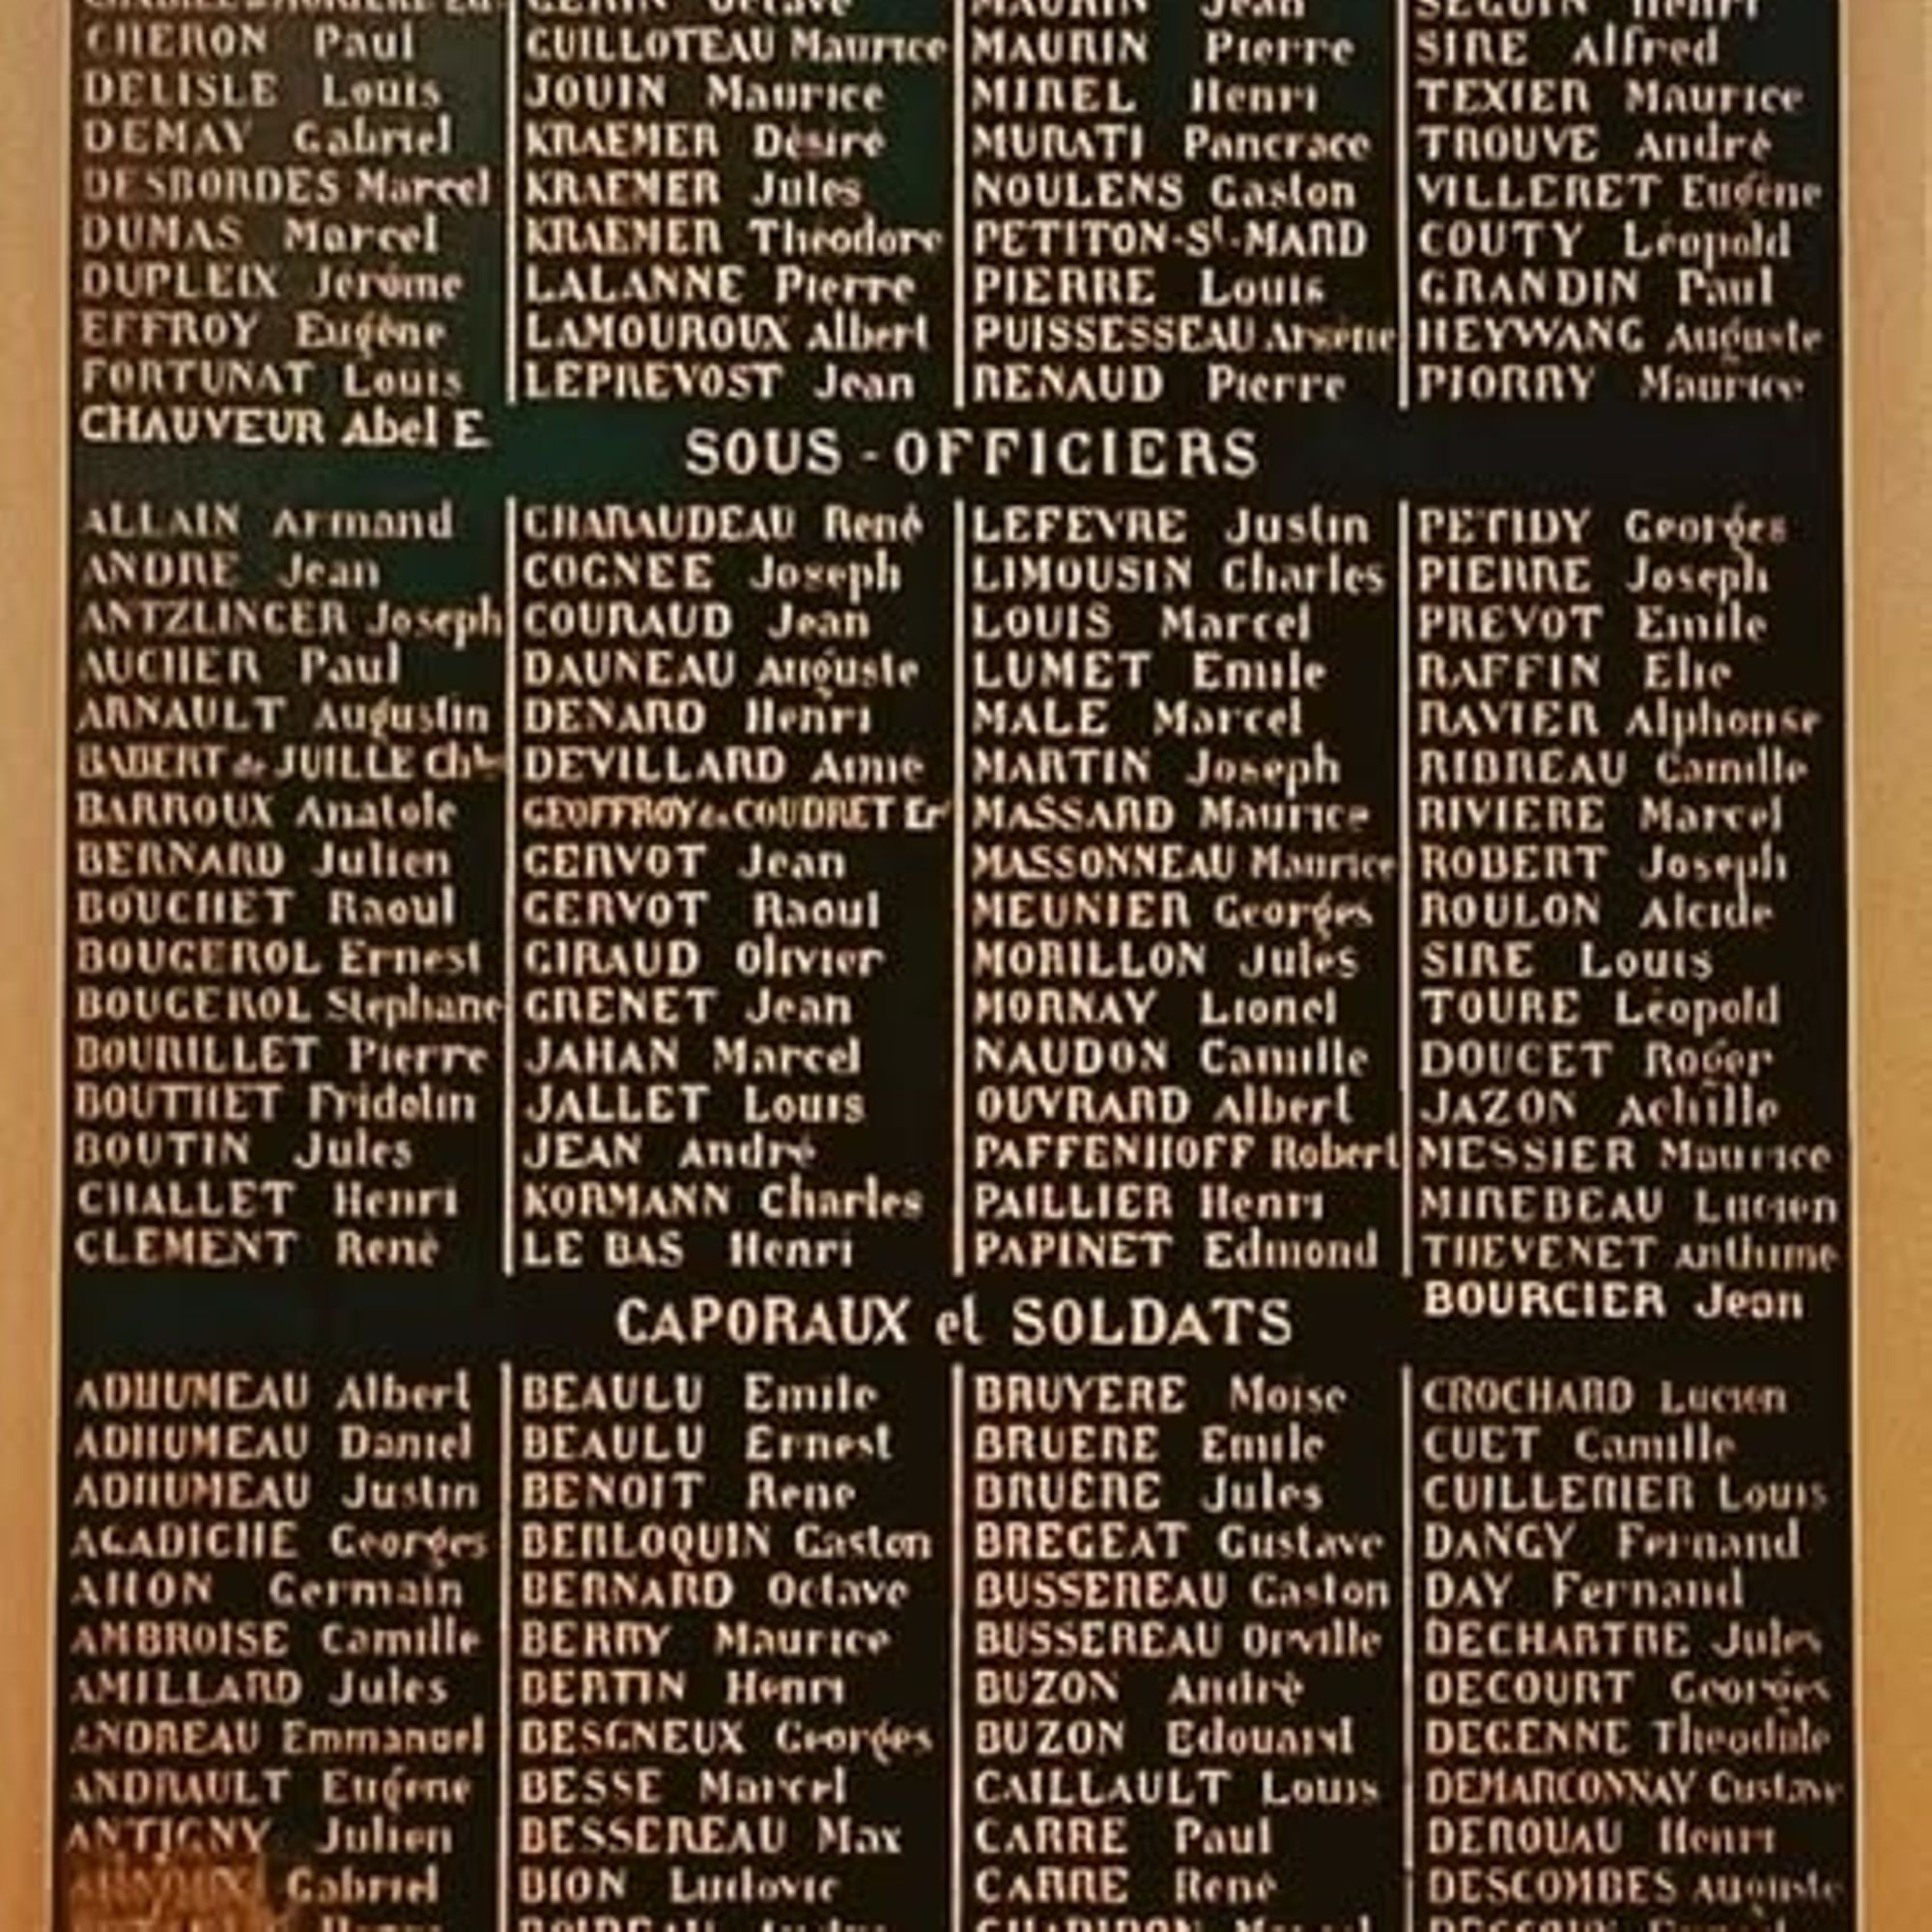 CHERON Paul
DELISLE Louis
DEMAY Gabriel
DESBORDES Marcel
DUMAS Marcel
DUPLEIX Jérôme
EFFROY Eugène
FORTUNAT Louis
CHAUVEUR Abel E.
GUILLOTEAU Maurice
JOUIN Maurice
KRAEMER Désiré
KRAEMER Jules
KRAEMER Théodore
LALANNE Pierre
LAMOUROUX Albert
LEPREVOST Jean
MAURIN Jean
MAURIN Pierre
MIREL Henri
MURATI Pancrace
NOULENS Gaston
PETITON-St-MARD
PIERRE Louis
PUISSESSEAU Arsène
RENAUD Pierre
SEGUIN Henri
SIRE Alfred
TEXIER Maurice
TROUVE André
VILLERET Eugène
COUTY Léopold
GRANDIN Paul
HEYWANG Auguste
PIORRY Maurice
SOUS-OFFICIERS
ALLAIN Armand
ANDRE Jean
ANTZLINGER Joseph
AUCHER Paul
ARNAULT Augustin
BABERT de JUILLE Chles
BARROUX Anatole
BERNARD Julien
BOUCHET Raoul
BOUGEROL Ernest
BOUGEROL Stéphane
BOURILLET Pierre
BOUTHET Fridolin
BOUTIN Jules
CHALLET Henri
CLEMENT René
CHARAUDEAU René
COGNEE Joseph
COURAUD Jean
DAUNEAU Auguste
DENARD Henri
DEVILLARD Aimé
GEOFFROY du COUDRET
GERVOT Jean
GERVOT Raoul
GIRAUD Olivier
GRENET Jean
JAHAN Marcel
JALLET Louis
JEAN André
KORMANN Charles
LE BAS Henri
LEFEVRE Justin
LIMOUSIN Charles
LOUIS Marcel
LUMET Emile
MALE Marcel
MARTIN Joseph
MASSARD Maurice
MASSONNEAU Maurice
MEUNIER Georges
MORILLON Jules
MORNAY Lionel
NAUDON Camille
OUVRARD Albert
PAFFENHOFF Robert
PAILLIER Henri
PAPINET Edmond
PETIDY Georges
PIERRE Joseph
PREVOT Emile
RAFFIN Elie
RAVIER Alphonse
RIBREAU Camille
RIVIERE Marcel
ROBERT Joseph
ROULON Alcide
SIRE Louis
TOURE Léopold
DOUCET Roger
JAZON Achille
MESSIER Maurice
MIREBEAU Lucien
THEVENET Anthime
BOURCIER Jean
CAPORAUX et SOLDATS
ADHUMEAU Albert
ADHUMEAU Daniel
ADHUMEAU Justin
AGADICHE Georges
AHON Germain
AMBROISE Camille
AMILLARD Jules
ANDREAU Emmanuel
ANDRAULT Eugène
ANTIGNY Julien
Gabriel
BEAULU Emile
BEAULU Ernest
BENOIT René
BERLOQUIN Gaston
BERNARD Octave
BERRY Maurice
BERTIN Henri
BESGNEUX Georges
BESSE Marcel
BESSEREAU Max
BION Ludovic
BRUYERE Moïse
BRUERE Emile
BRUÈRE Jules
BREGEAT Gustave
BUSSEREAU Gaston
BUSSEREAU Orville
BUZON André
BUZON Edouard
CAILLAULT Louis
CARRE Paul
CARRE René
CROCHARD Lucien
CUET Camille
CUILLERIER Louis
DANGY Fernand
DAY Fernand
DECHARTRE Jules
DECOURT Georges
DEGENNE Théodule
DEMARCONNAY Gustave
DEROUAU Henri
DESCOMBES Auguste